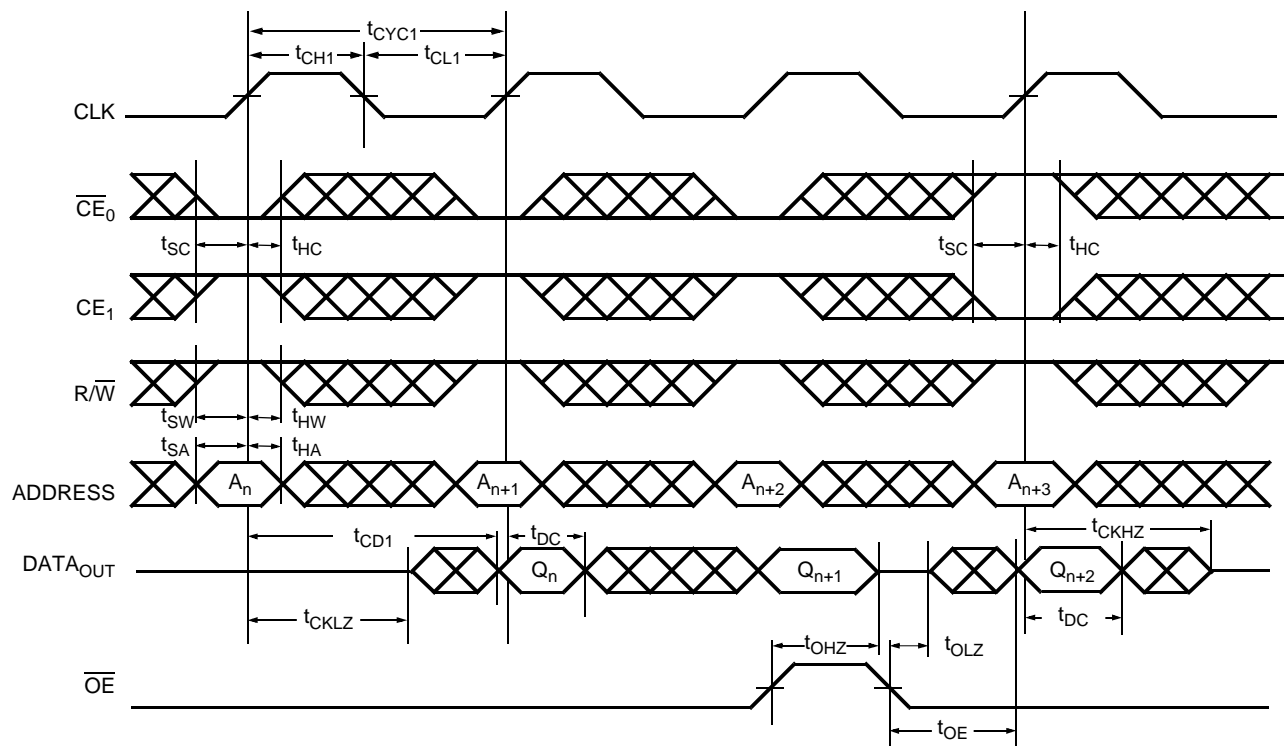 tCYC1
tCH1 tCL1
CLK
CE0
tSC tHC tSC tHC
CE1
R/W
tSW tHW
tSA tHA
ADDRESS An An+1 An+2 An+3
tCD1 tDC tCKHZ
DATAOUT Qn Qn+1 Qn+2
tCKLZ tDC
tOHZ tOLZ
OE
tOE